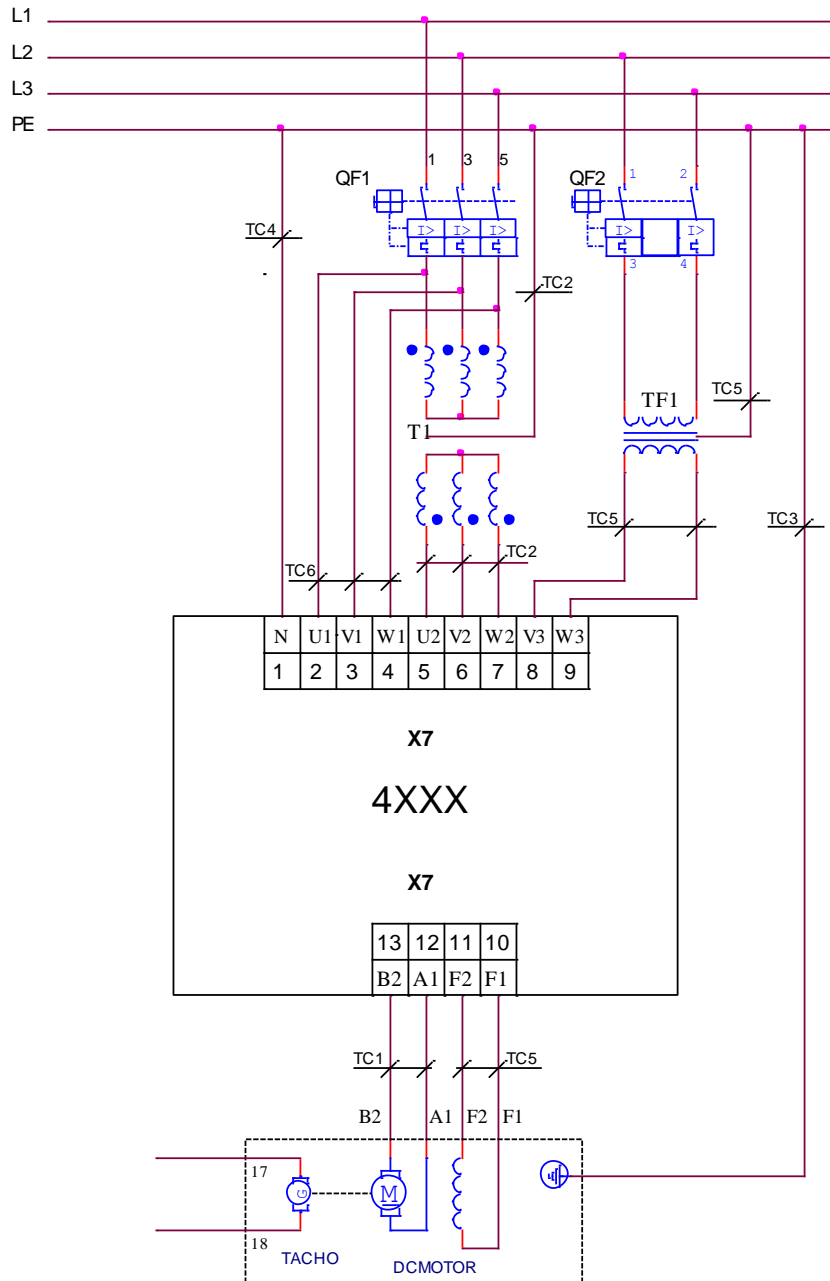 L1
L2
L3
PE
1 3 5
QF1
QF2
1 2
I> I> I>
I> I>
3 4
TC4
TC2
TC5
TF1
T1
TC5
TC3
TC2
TC6
N U1 V1 W1 U2 V2 W2 V3 W3
1 2 3 4 5 6 7 8 9
X7
4XXX
X7
13 12 11 10
B2 A1 F2 F1
TC1 TC5
B2 A1 F2 F1
17
G M
18
TACHO
DCMOTOR